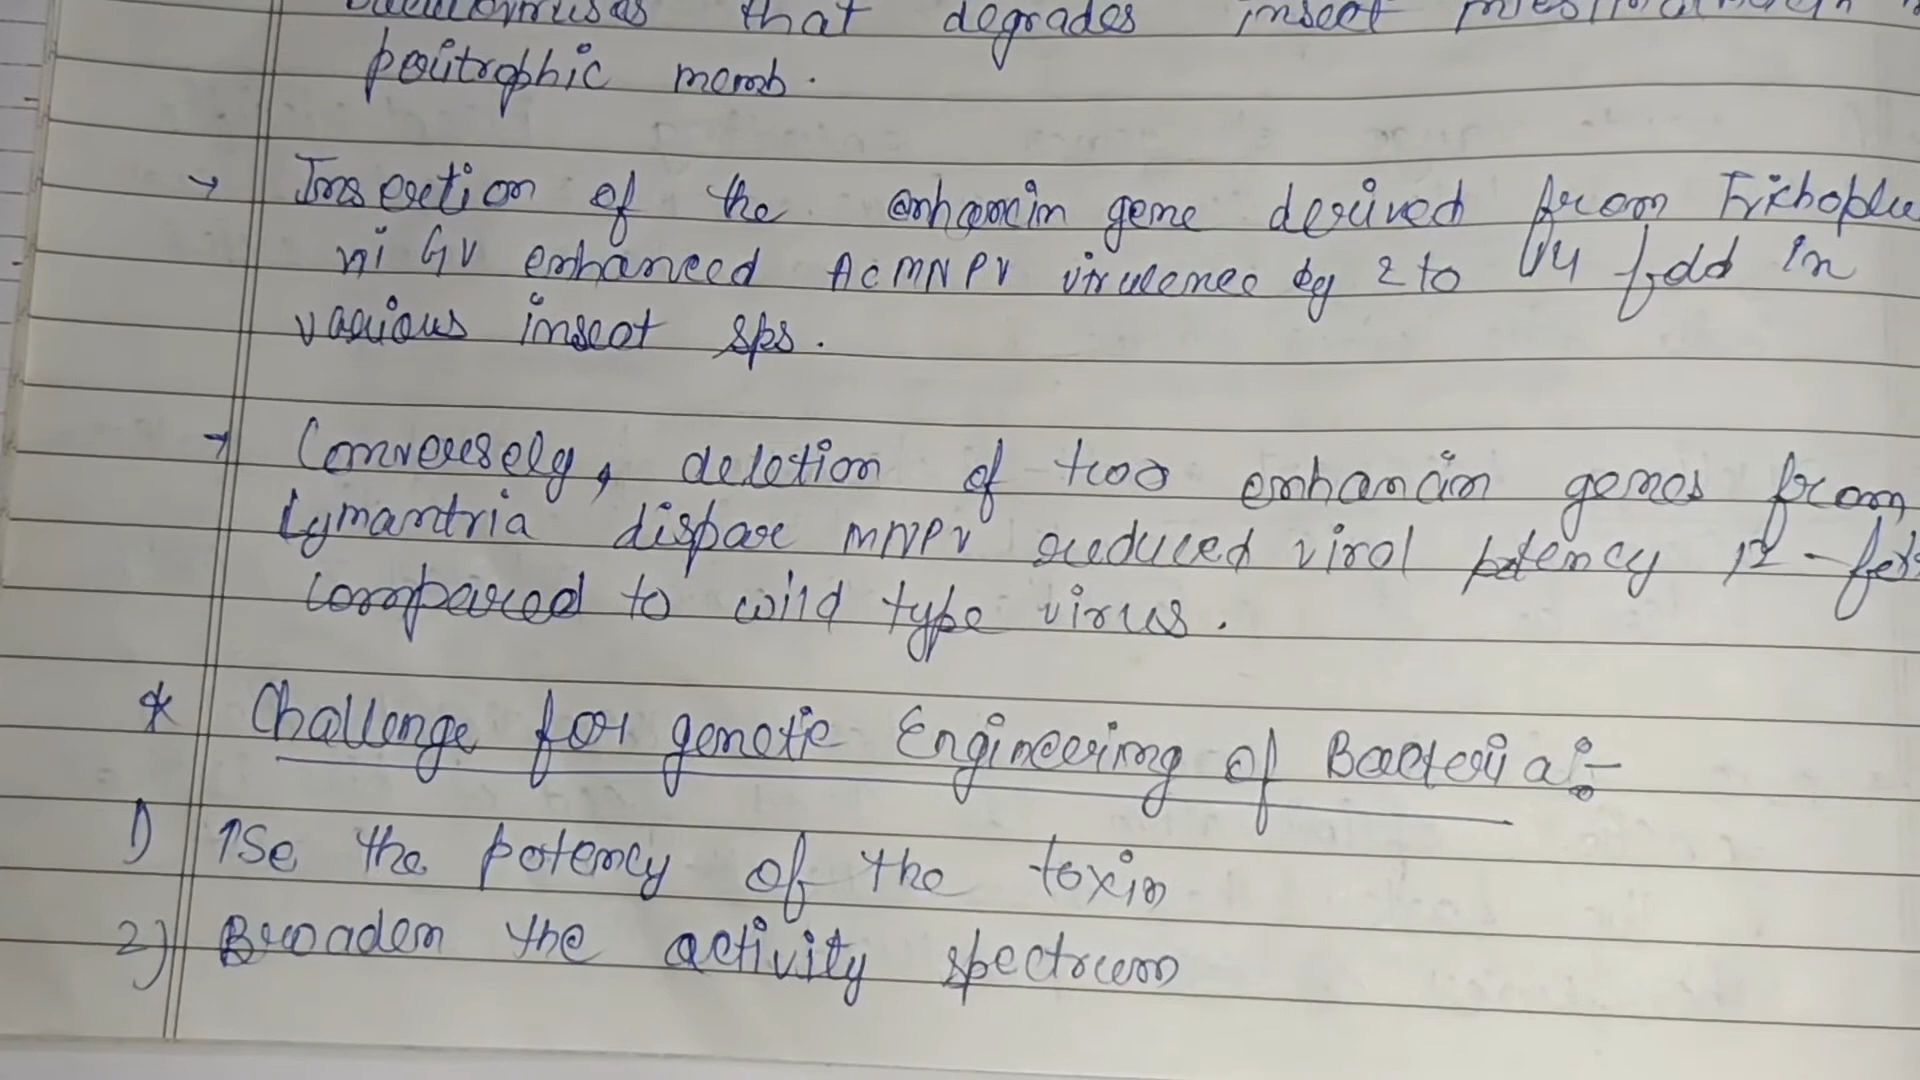 that degrades insect
peritrophic memb.
→ Insertion of the enhancin gene derived from Trichoplu
ni GV enhanced AcMNPV virulence by 2 to 14 fold in
various insect sps.
→ Conversely, deletion of two enhancin genes from
Lymantria dispar MNPV reduced viral potency 12-fol
compared to wild type virus.
* Challenge for genetic Engineering of Bacteria :-
1) ↑Se the potency of the toxin
2) Broaden the activity spectrum